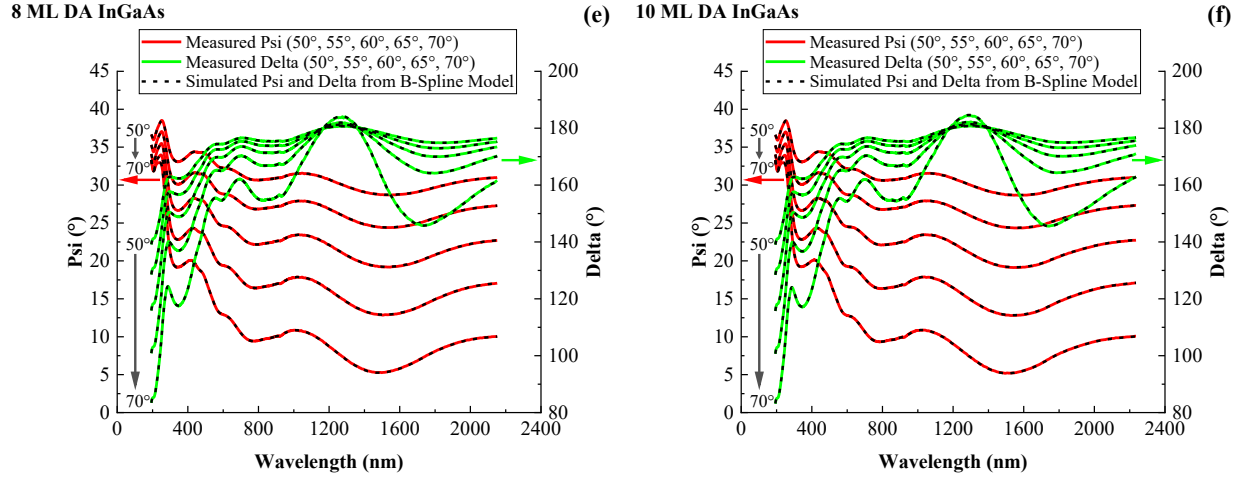 8 ML DA InGaAs
(e)
Measured Psi (50°, 55°, 60°, 65°, 70°)
Measured Delta (50°, 55°, 60°, 65°, 70°)
Simulated Psi and Delta from B-Spline Model
45
40
35
30
25
20
15
10
5
0
Psi (°)
50°
70°
50°
70°
200
180
160
140
120
100
80
Delta (°)
0 400 800 1200 1600 2000 2400
Wavelength (nm)
10 ML DA InGaAs
(f)
Measured Psi (50°, 55°, 60°, 65°, 70°)
Measured Delta (50°, 55°, 60°, 65°, 70°)
Simulated Psi and Delta from B-Spline Model
45
40
35
30
25
20
15
10
5
0
Psi (°)
50°
70°
50°
70°
200
180
160
140
120
100
80
Delta (°)
0 400 800 1200 1600 2000 2400
Wavelength (nm)